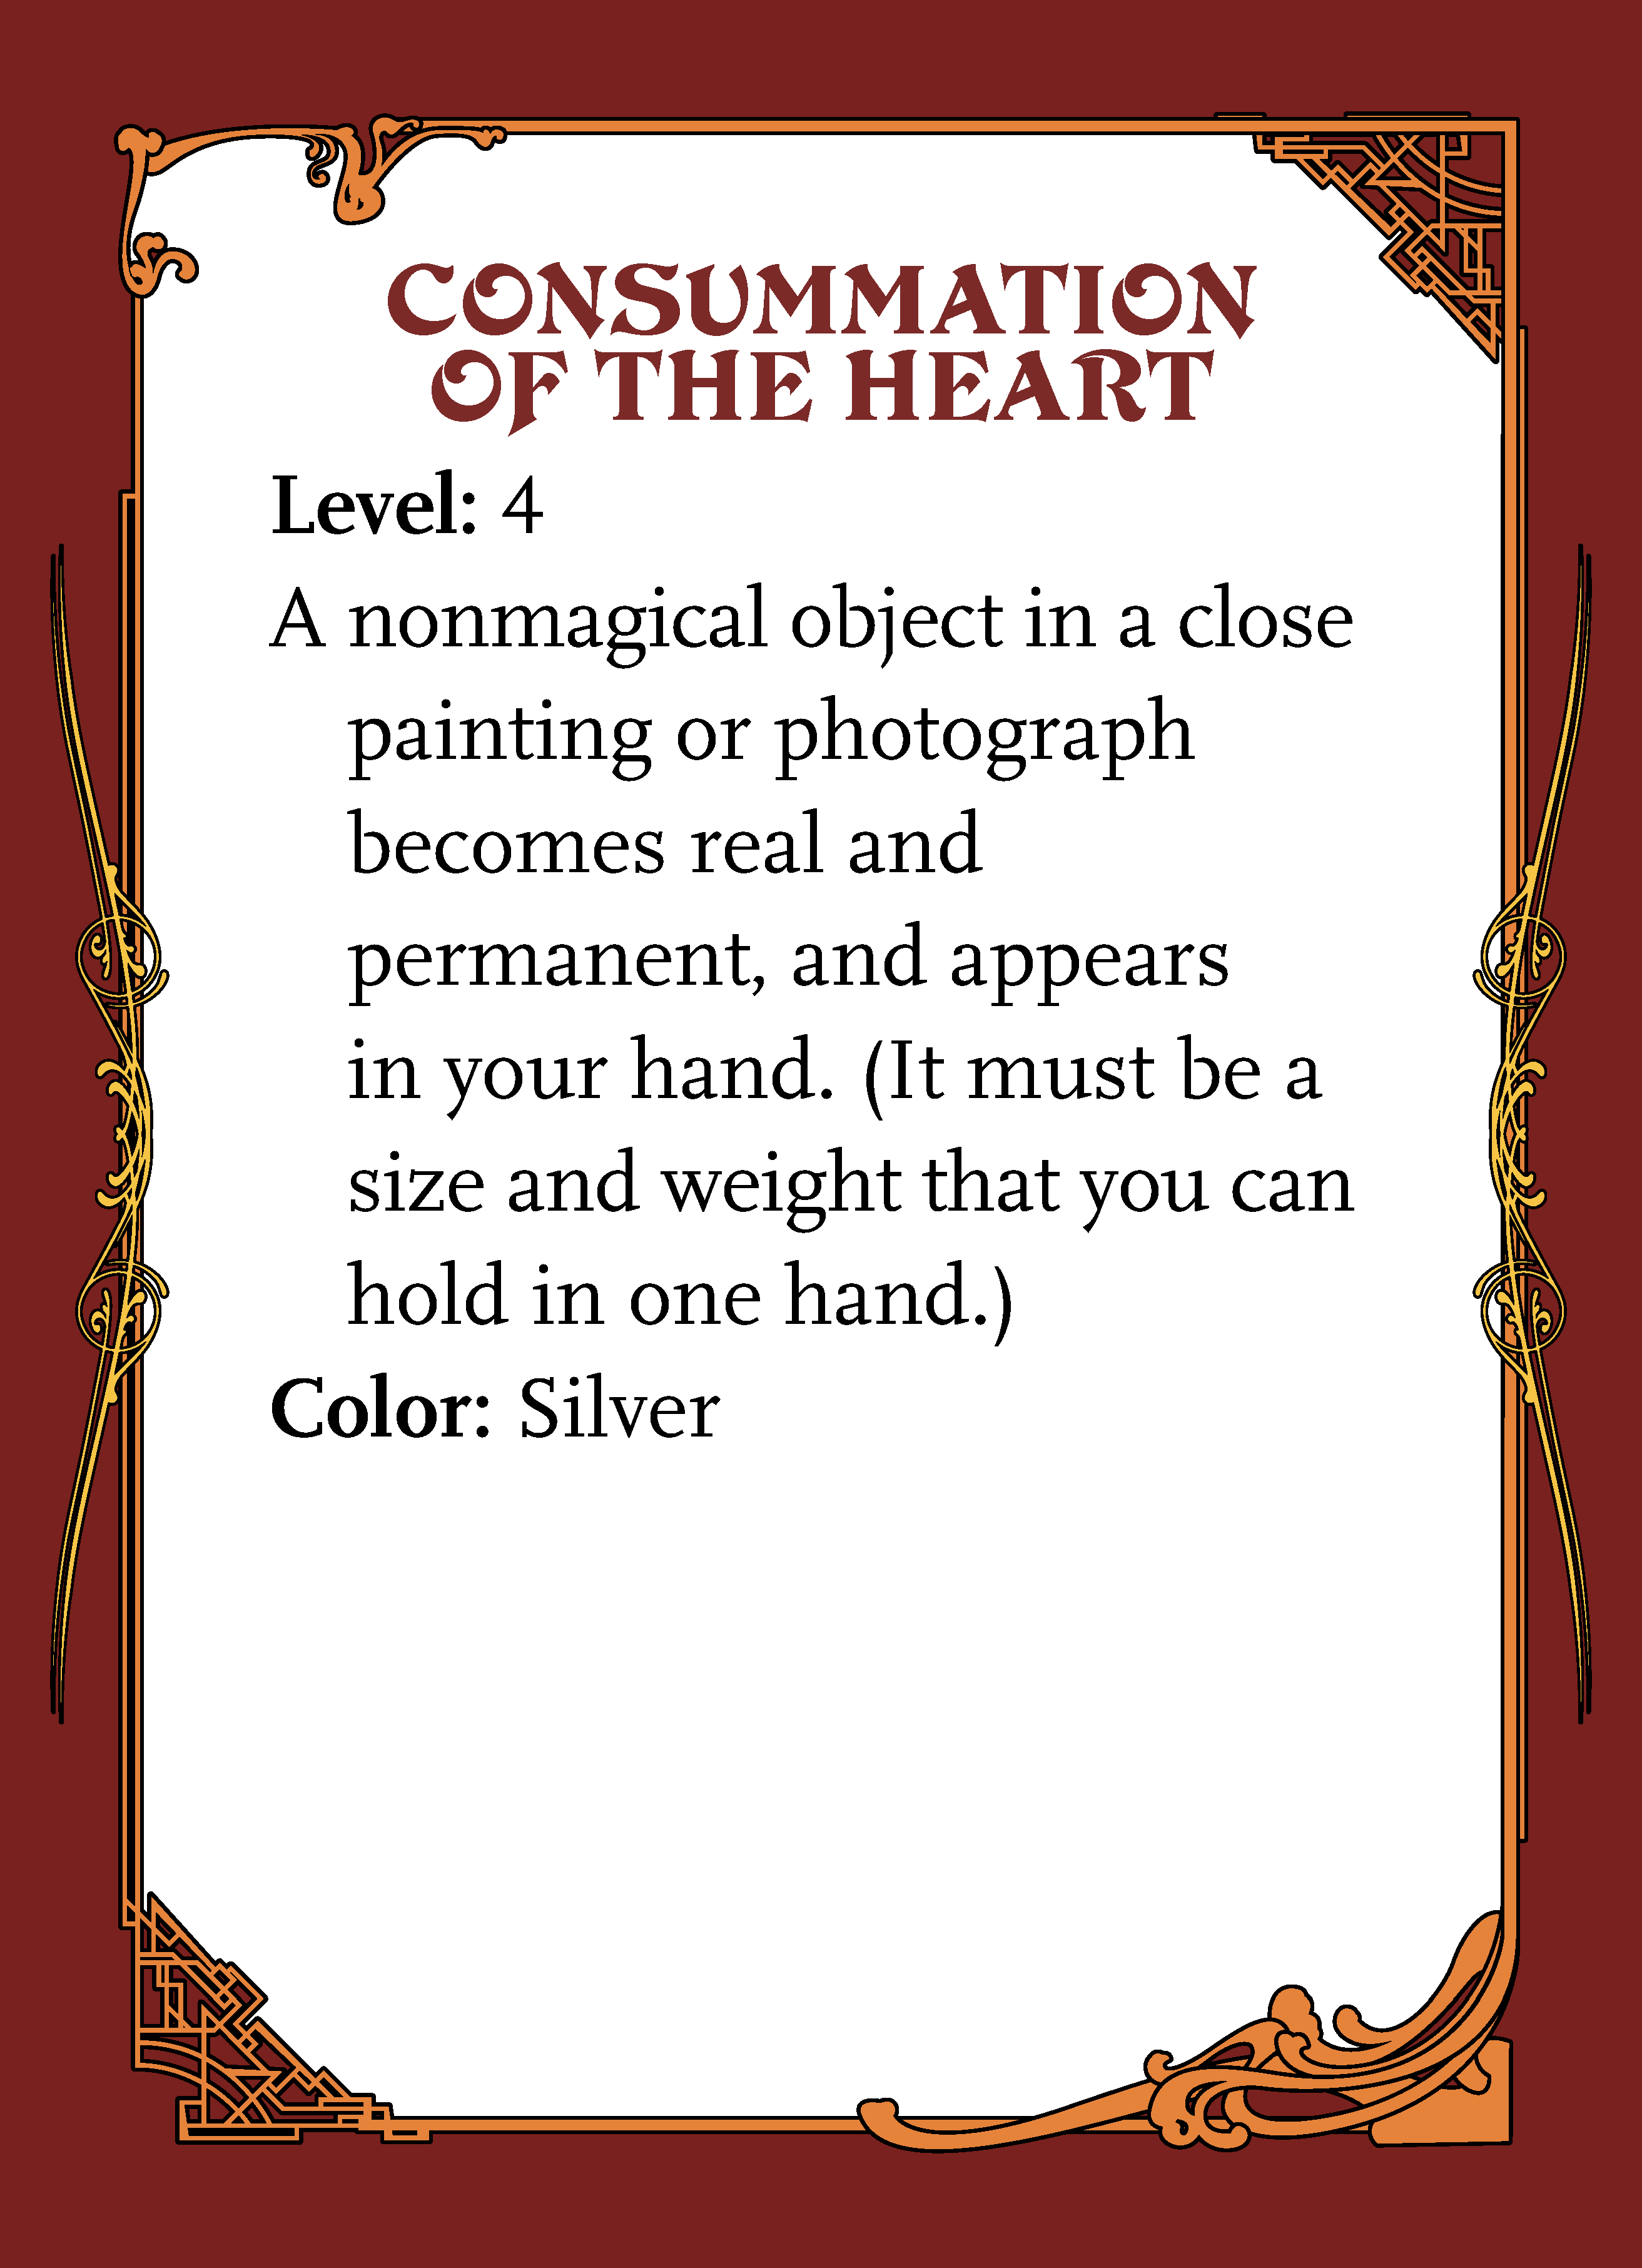 CONSUMMATION
OF THE HEART
Level: 4
A nonmagical object in a close
painting or photograph
becomes real and
permanent, and appears
in your hand. (It must be a
size and weight that you can
hold in one hand.)
Color: Silver